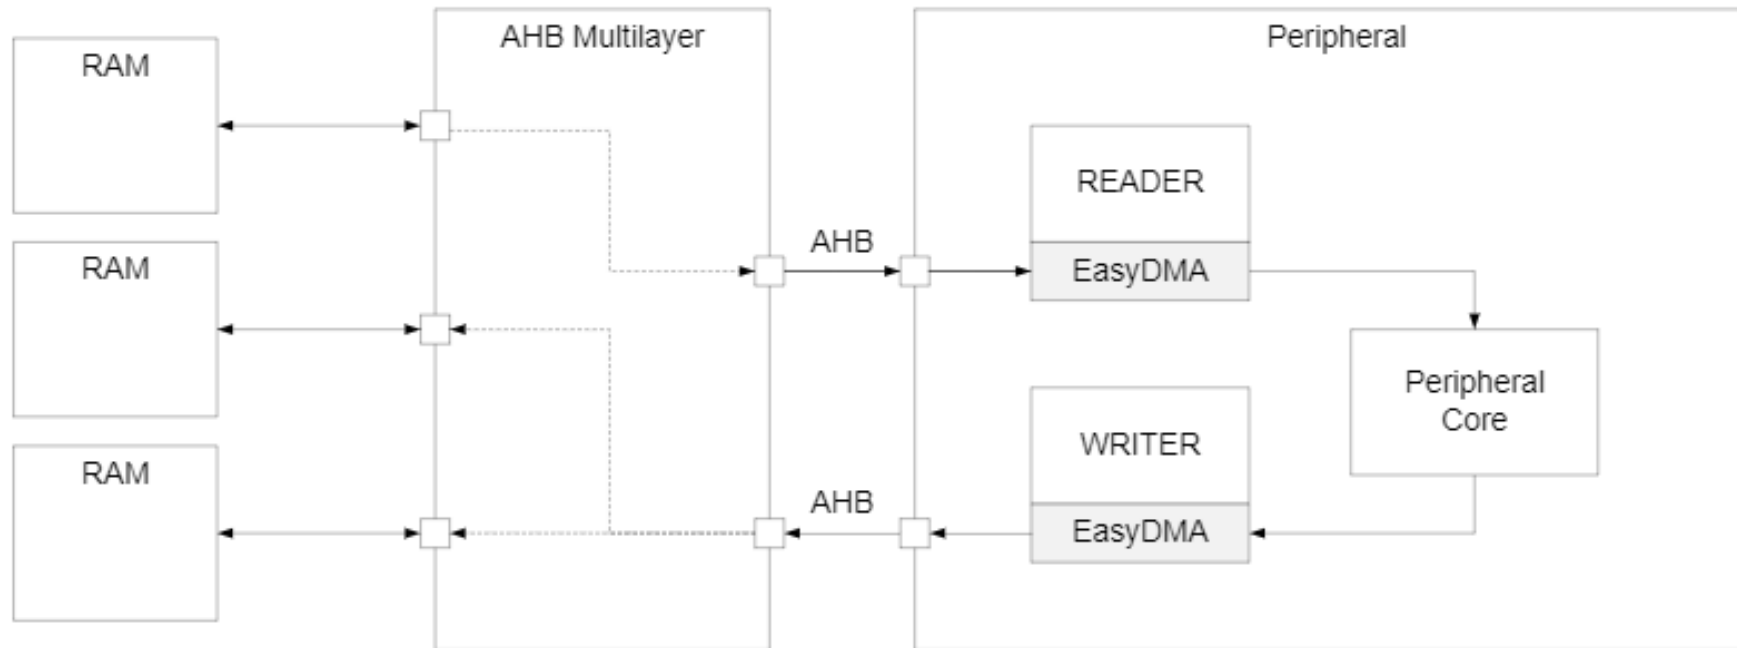 AHB Multilayer
Peripheral
RAM
READER
AHB
EasyDMA
RAM
Peripheral
Core
WRITER
RAM
AHB
EasyDMA